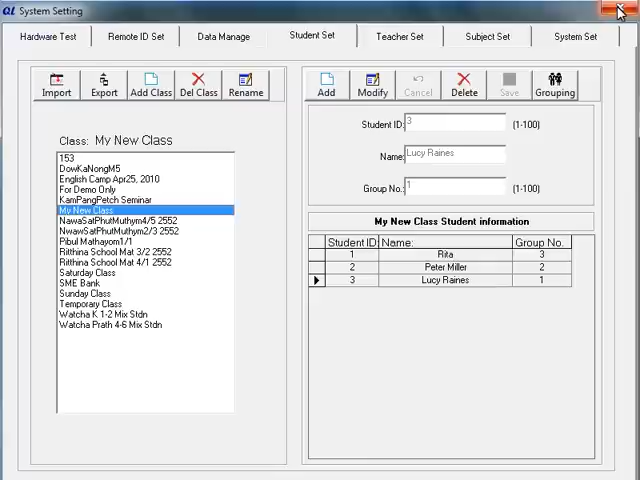 QL System Setting
Hardware Test
Remote ID Set
Data Manage
Student Set
Teacher Set
Subject Set
System Set
Import
Export
Add Class
Del Class
Rename
Add
Modify
Cancel
Delete
Save
Grouping
Class: My New Class
153
DowKaNongM5
English Camp Apr25, 2010
For Demo Only
KamPangPetch Seminar
My New Class
NawaSatPhutMuthym4/5 2552
NwawSatPhutMuthym2/3 2552
Pibul Mathayom1/1
Ritthina School Mat 3/2 2552
Ritthina School Mat 4/1 2552
Saturday Class
SME Bank
Sunday Class
Temporary Class
Watcha K 1-2 Mix Stdn
Watcha Prath 4-6 Mix Stdn
Student ID: 3 (1-100)
Name: Lucy Raines
Group No.: 1 (1-100)
My New Class Student information
Student ID: Name: Group No.
1 Rita 3
2 Peter Miller 2
3 Lucy Raines 1